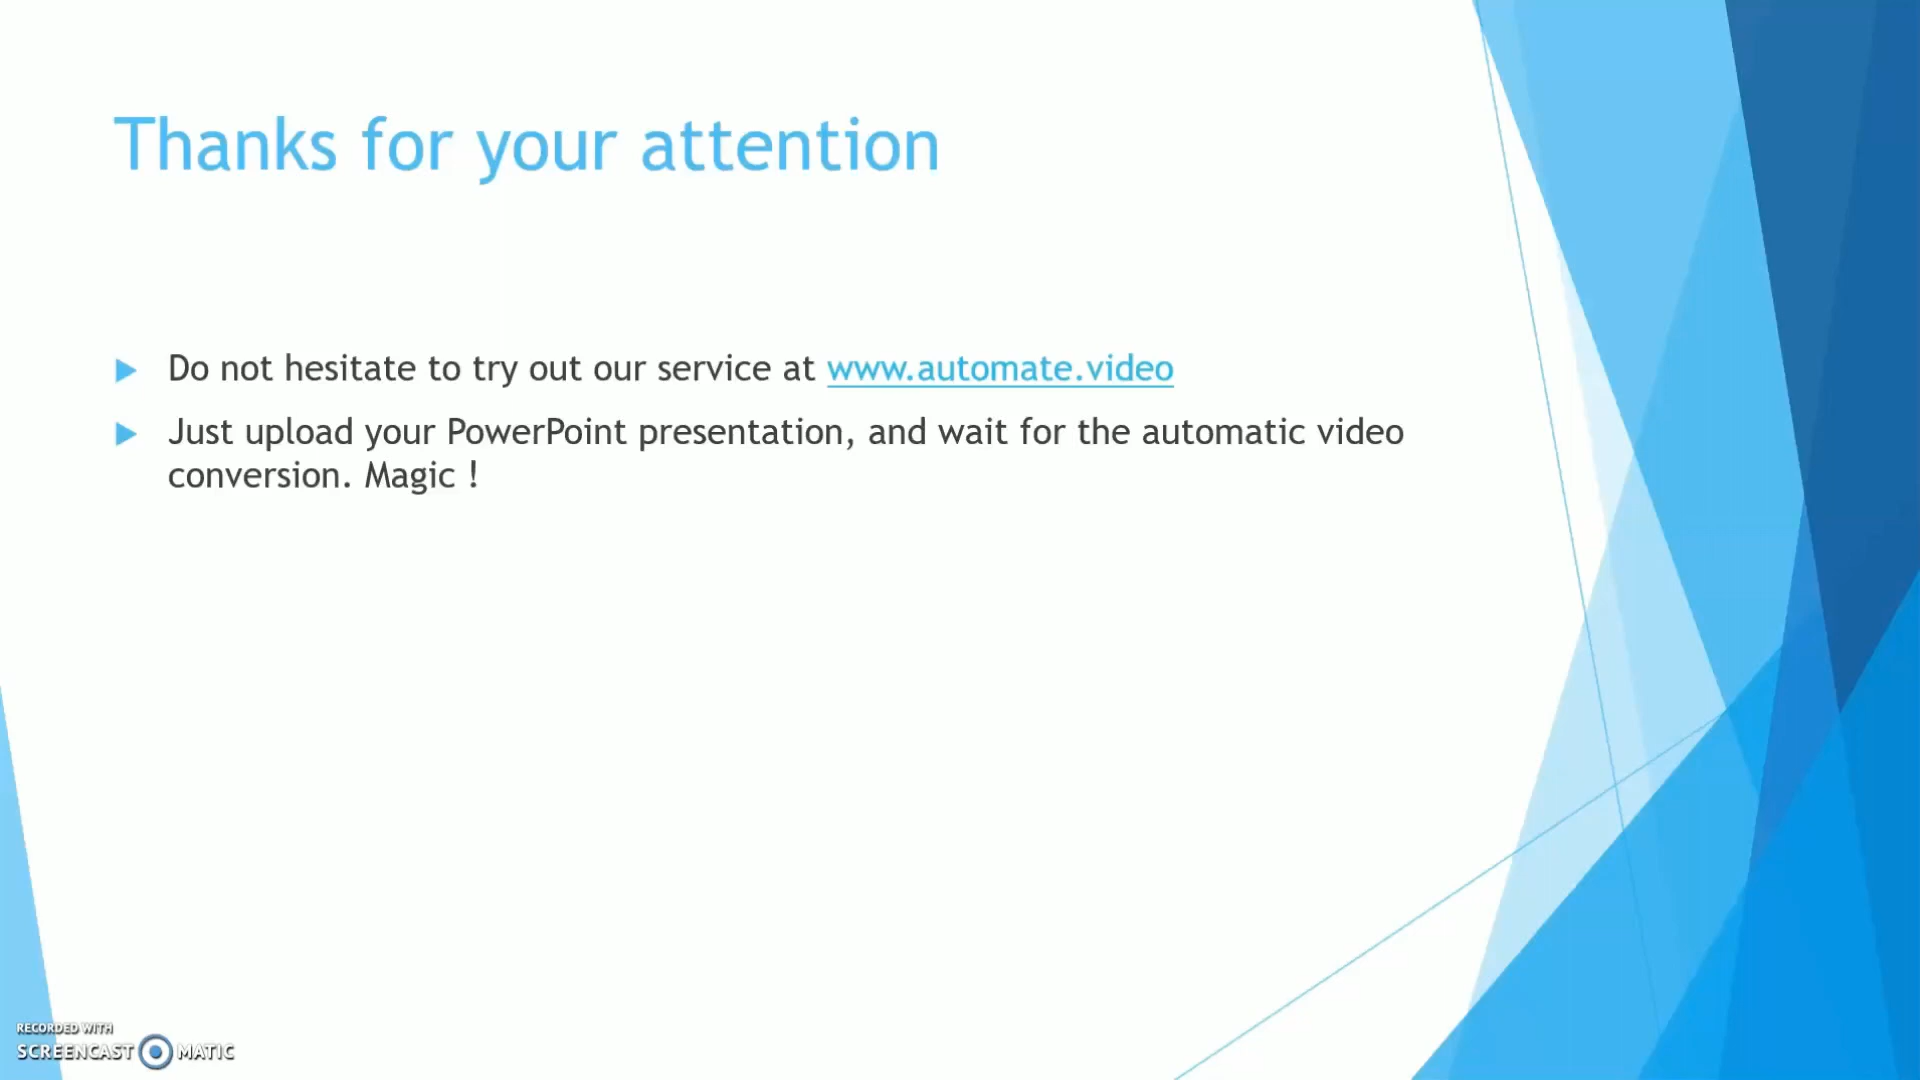 Thanks for your attention
Do not hesitate to try out our service at www.automate.video
Just upload your PowerPoint presentation, and wait for the automatic video
conversion. Magic !
RECORDED WITH
SCREENCAST MATIC